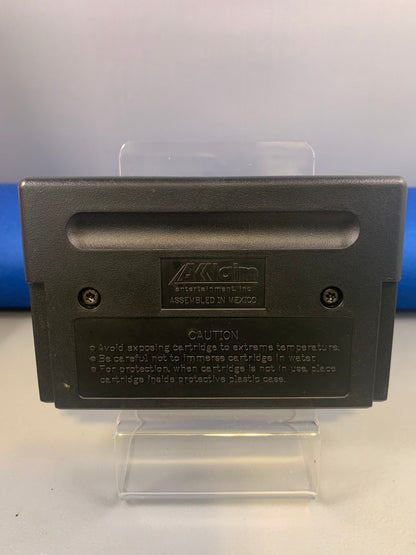 AKklaim
entertainment, inc.
ASSEMBLED IN MEXICO
CAUTION
● Avoid exposing cartridge to extreme temperature.
● Be careful not to immerse cartridge in water.
● For protection, when cartridge is not in use, place
cartridge inside protective plastic case.